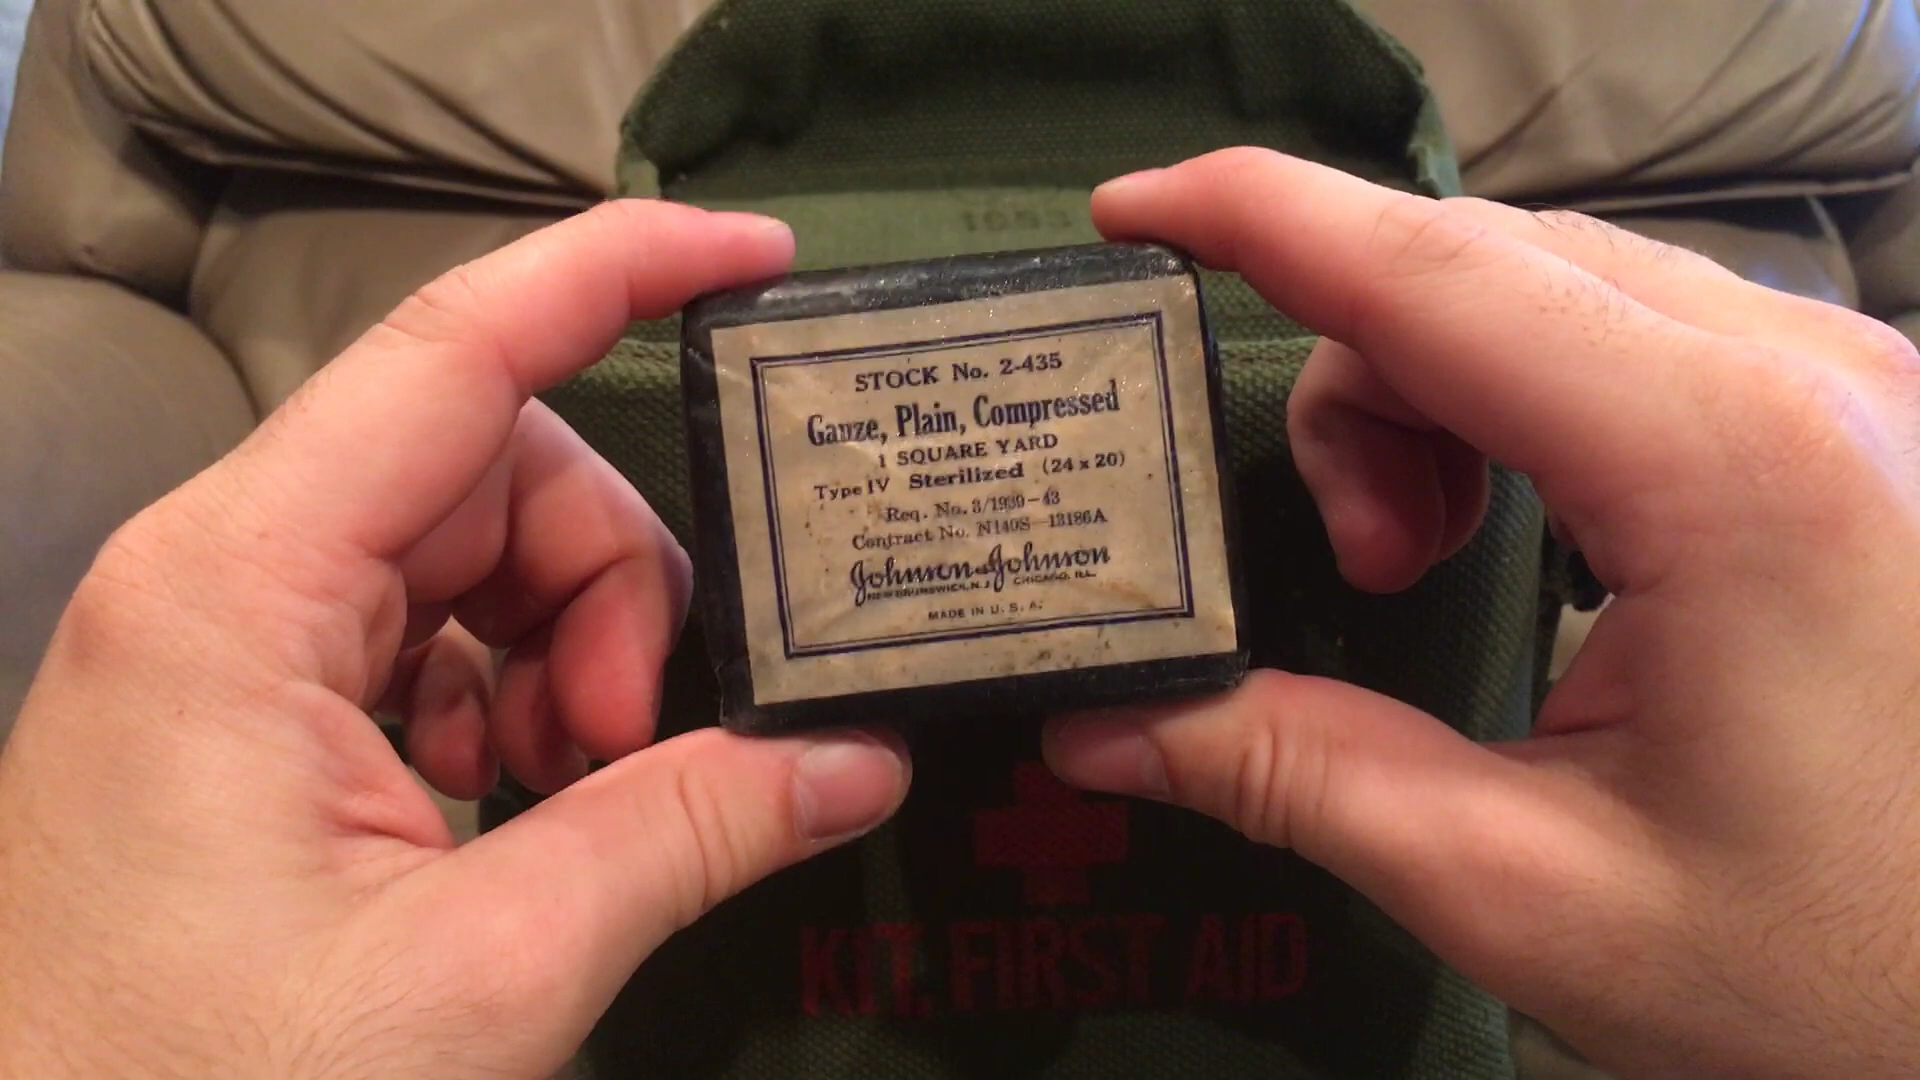 STOCK No. 2-435
Gauze, Plain, Compressed
1 SQUARE YARD
Type IV Sterilized (24 x 20)
Req. No. 3/1939-43
Contract No. N140S-13186A
Johnson & Johnson
NEW BRUNSWICK, N.J. CHICAGO, ILL.
MADE IN U. S. A.
KIT, FIRST AID